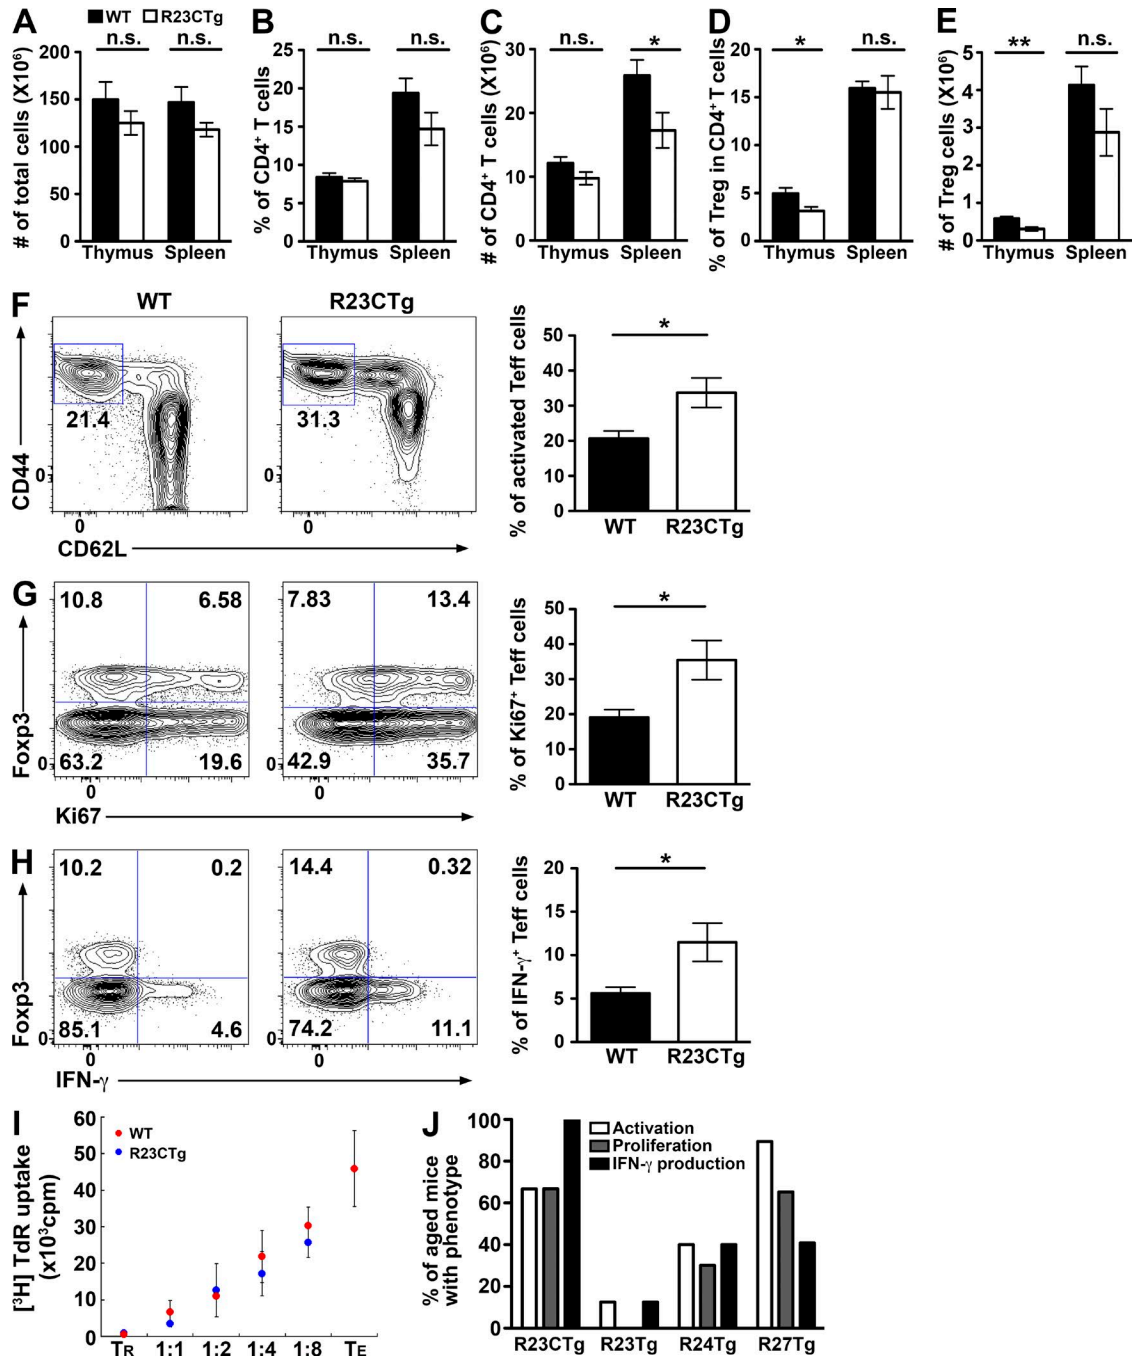 A
WT R23CTg
n.s. n.s.
# of total cells (X10⁶)
200
150
100
50
0
Thymus Spleen
B
n.s. n.s.
% of CD4⁺ T cells
25
20
15
10
5
0
Thymus Spleen
C
n.s. *
# of CD4⁺ T cells (X10⁶)
30
20
10
0
Thymus Spleen
D
* n.s.
% of Treg in CD4⁺ T cells
20
15
10
5
0
Thymus Spleen
E
** n.s.
# of Treg cells (X10⁶)
5
4
3
2
1
0
Thymus Spleen
F
WT R23CTg
CD44
21.4
31.3
0
0 0
CD62L
% of activated Teff cells
50
40
30
20
10
0
*
WT R23CTg
G
10.8 6.58
7.83 13.4
Foxp3
63.2 19.6
42.9 35.7
0
0 0
Ki67
% of Ki67⁺ Teff cells
50
40
30
20
10
0
*
WT R23CTg
H
10.2 0.2
14.4 0.32
Foxp3
85.1 4.6
74.2 11.1
0 0
0 0
IFN-γ
% of IFN-γ⁺ Teff cells
20
15
10
5
0
*
WT R23CTg
I
WT
R23CTg
[³H] TdR uptake
(x10³cpm)
60
50
40
30
20
10
0
TR 1:1 1:2 1:4 1:8 TE
J
Activation
Proliferation
IFN-γ production
% of aged mice
with phenotype
100
80
60
40
20
0
R23CTg R23Tg R24Tg R27Tg